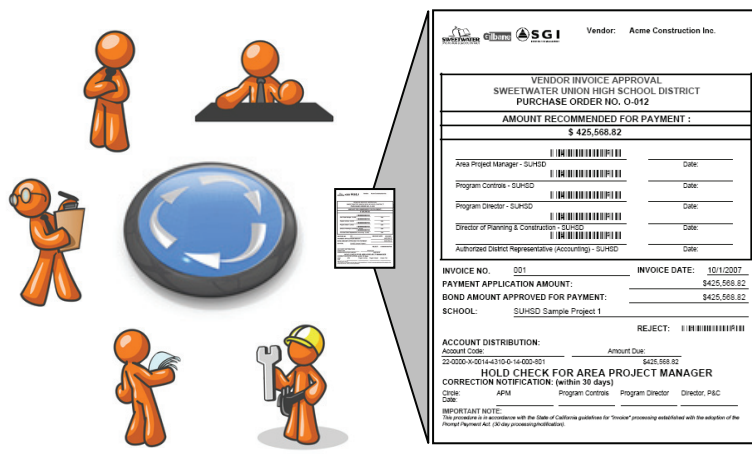 SWEETWATER
Gilbane
SGI
Vendor: Acme Construction Inc.
VENDOR INVOICE APPROVAL
SWEETWATER UNION HIGH SCHOOL DISTRICT
PURCHASE ORDER NO. O-012
AMOUNT RECOMMENDED FOR PAYMENT :
$ 425,568.82
Area Project Manager - SUHSD Date:
Program Controls - SUHSD Date:
Program Director - SUHSD Date:
Director of Planning & Construction - SUHSD Date:
Authorized District Representative (Accounting) - SUHSD Date:
INVOICE NO. 001 INVOICE DATE: 10/1/2007
PAYMENT APPLICATION AMOUNT: $425,568.82
BOND AMOUNT APPROVED FOR PAYMENT: $425,568.82
SCHOOL: SUHSD Sample Project 1
REJECT:
ACCOUNT DISTRIBUTION:
Account Code: Amount Due:
22-0000-X-0014-4310-0-14-000-801 $425,568.82
HOLD CHECK FOR AREA PROJECT MANAGER
CORRECTION NOTIFICATION: (within 30 days)
Circle: APM Program Controls Program Director Director, P&C
Date:
IMPORTANT NOTE:
This procedure is in accordance with the State of California guidelines for "Invoice" processing established with the adoption of the
Prompt Payment Act. (30 day processing/notification).